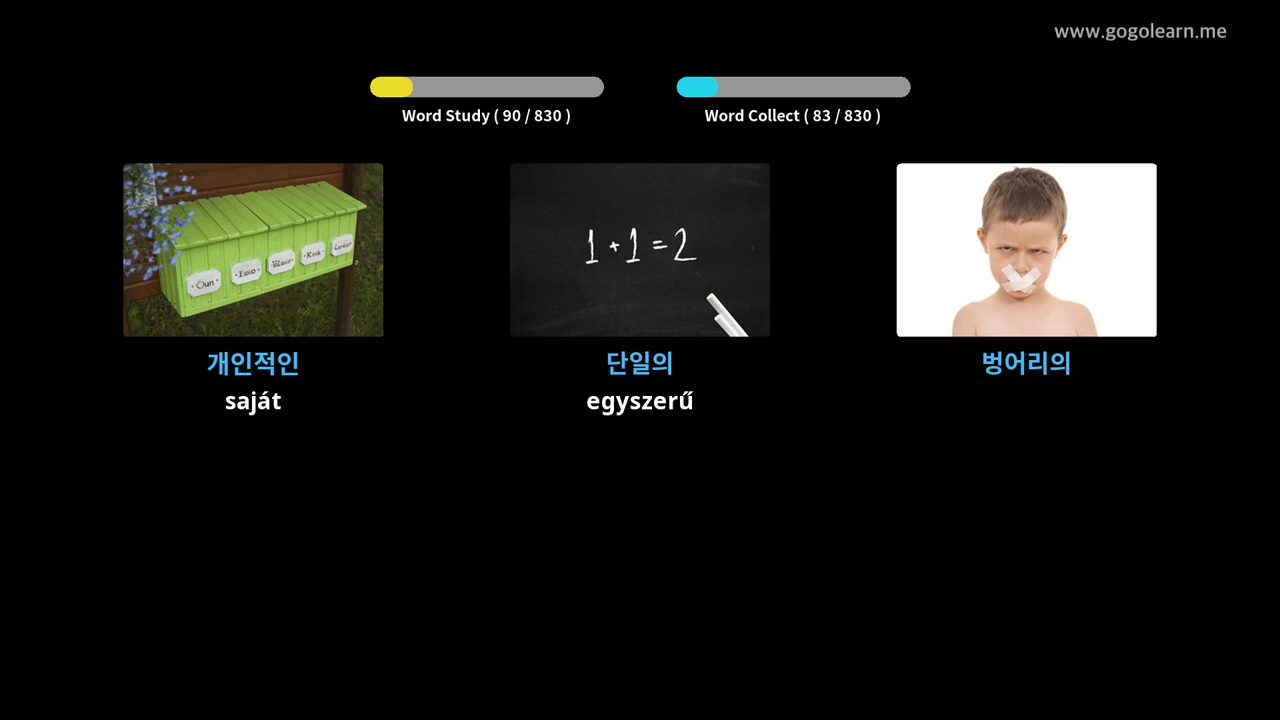 www.gogolearn.me
Word Study ( 90 / 830 )
Word Collect ( 83 / 830 )
Oun
1 + 1 = 2
개인적인
단일의
벙어리의
saját
egyszerű